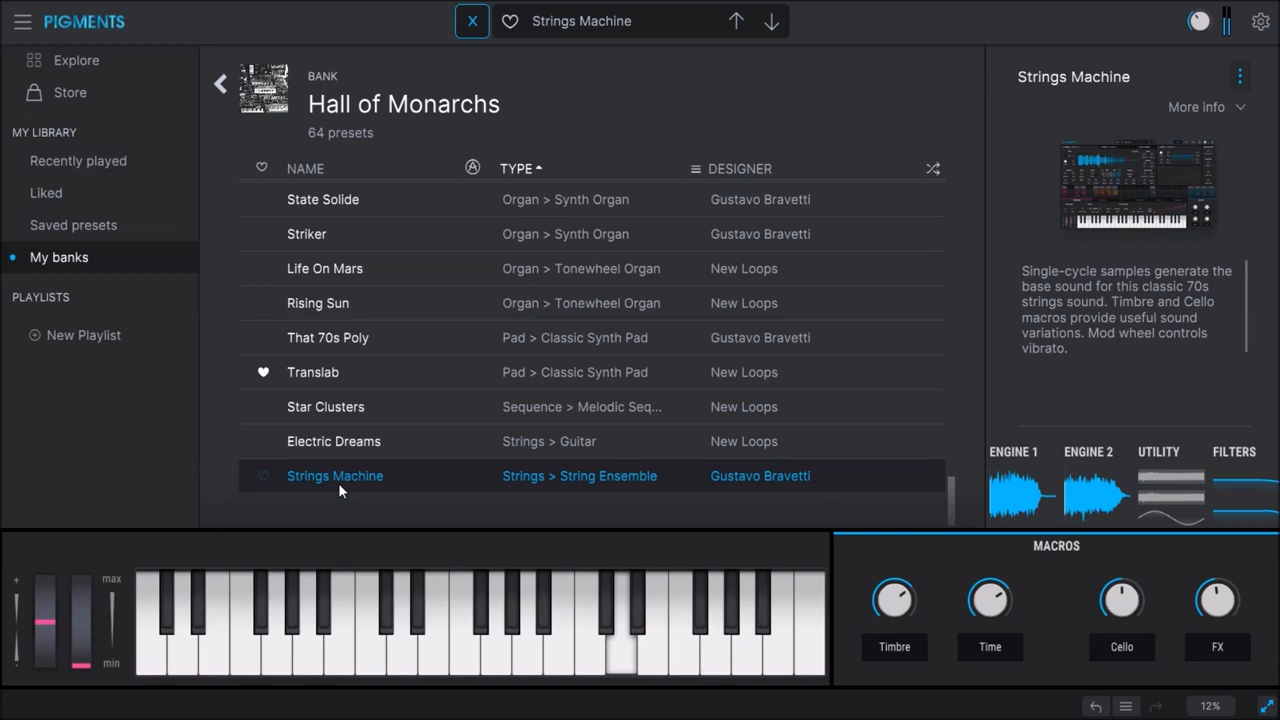 PIGMENTS
X
Strings Machine
Explore
Store
MY LIBRARY
Recently played
Liked
Saved presets
My banks
PLAYLISTS
New Playlist
BANK
Hall of Monarchs
64 presets
NAME TYPE DESIGNER
State Solide Organ > Synth Organ Gustavo Bravetti
Striker Organ > Synth Organ Gustavo Bravetti
Life On Mars Organ > Tonewheel Organ New Loops
Rising Sun Organ > Tonewheel Organ New Loops
That 70s Poly Pad > Classic Synth Pad Gustavo Bravetti
Translab Pad > Classic Synth Pad New Loops
Star Clusters Sequence > Melodic Seq... New Loops
Electric Dreams Strings > Guitar New Loops
Strings Machine Strings > String Ensemble Gustavo Bravetti
Strings Machine
More info
Single-cycle samples generate the
base sound for this classic 70s
strings sound. Timbre and Cello
macros provide useful sound
variations. Mod wheel controls
vibrato.
ENGINE 1 ENGINE 2 UTILITY FILTERS
+
-
max
min
MACROS
Timbre Time Cello FX
12%